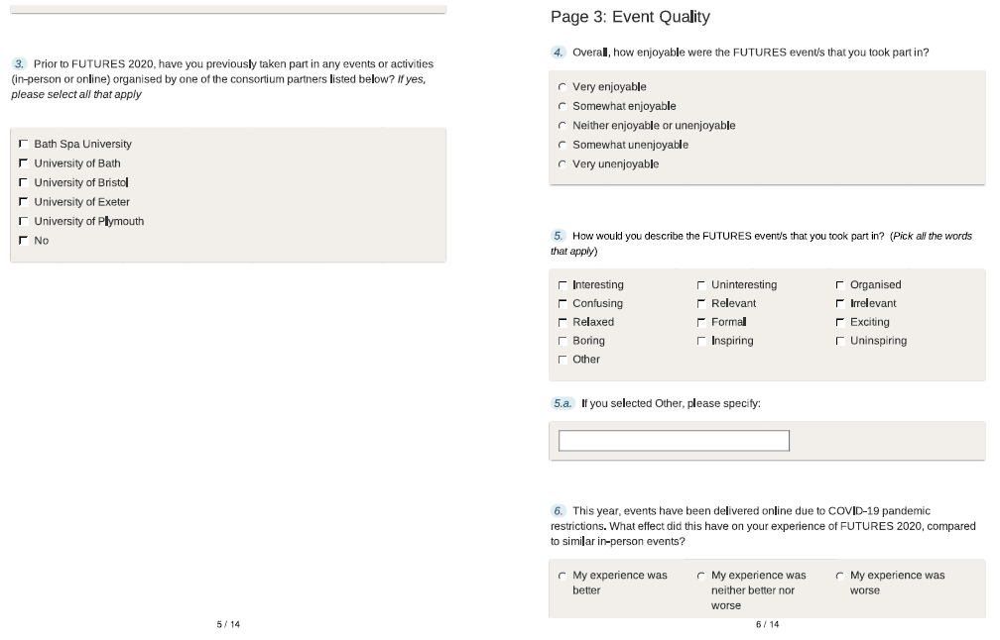 3. Prior to FUTURES 2020, have you previously taken part in any events or activities
(in-person or online) organised by one of the consortium partners listed below? If yes,
please select all that apply
Bath Spa University
University of Bath
University of Bristol
University of Exeter
University of Plymouth
No
5 / 14
Page 3: Event Quality
4. Overall, how enjoyable were the FUTURES event/s that you took part in?
Very enjoyable
Somewhat enjoyable
Neither enjoyable or unenjoyable
Somewhat unenjoyable
Very unenjoyable
5. How would you describe the FUTURES event/s that you took part in? (Pick all the words
that apply)
Interesting Uninteresting Organised
Confusing Relevant Irrelevant
Relaxed Formal Exciting
Boring Inspiring Uninspiring
Other
5.a. If you selected Other, please specify:
6. This year, events have been delivered online due to COVID-19 pandemic
restrictions. What effect did this have on your experience of FUTURES 2020, compared
to similar in-person events?
My experience was My experience was My experience was
better neither better nor worse
worse
6 / 14